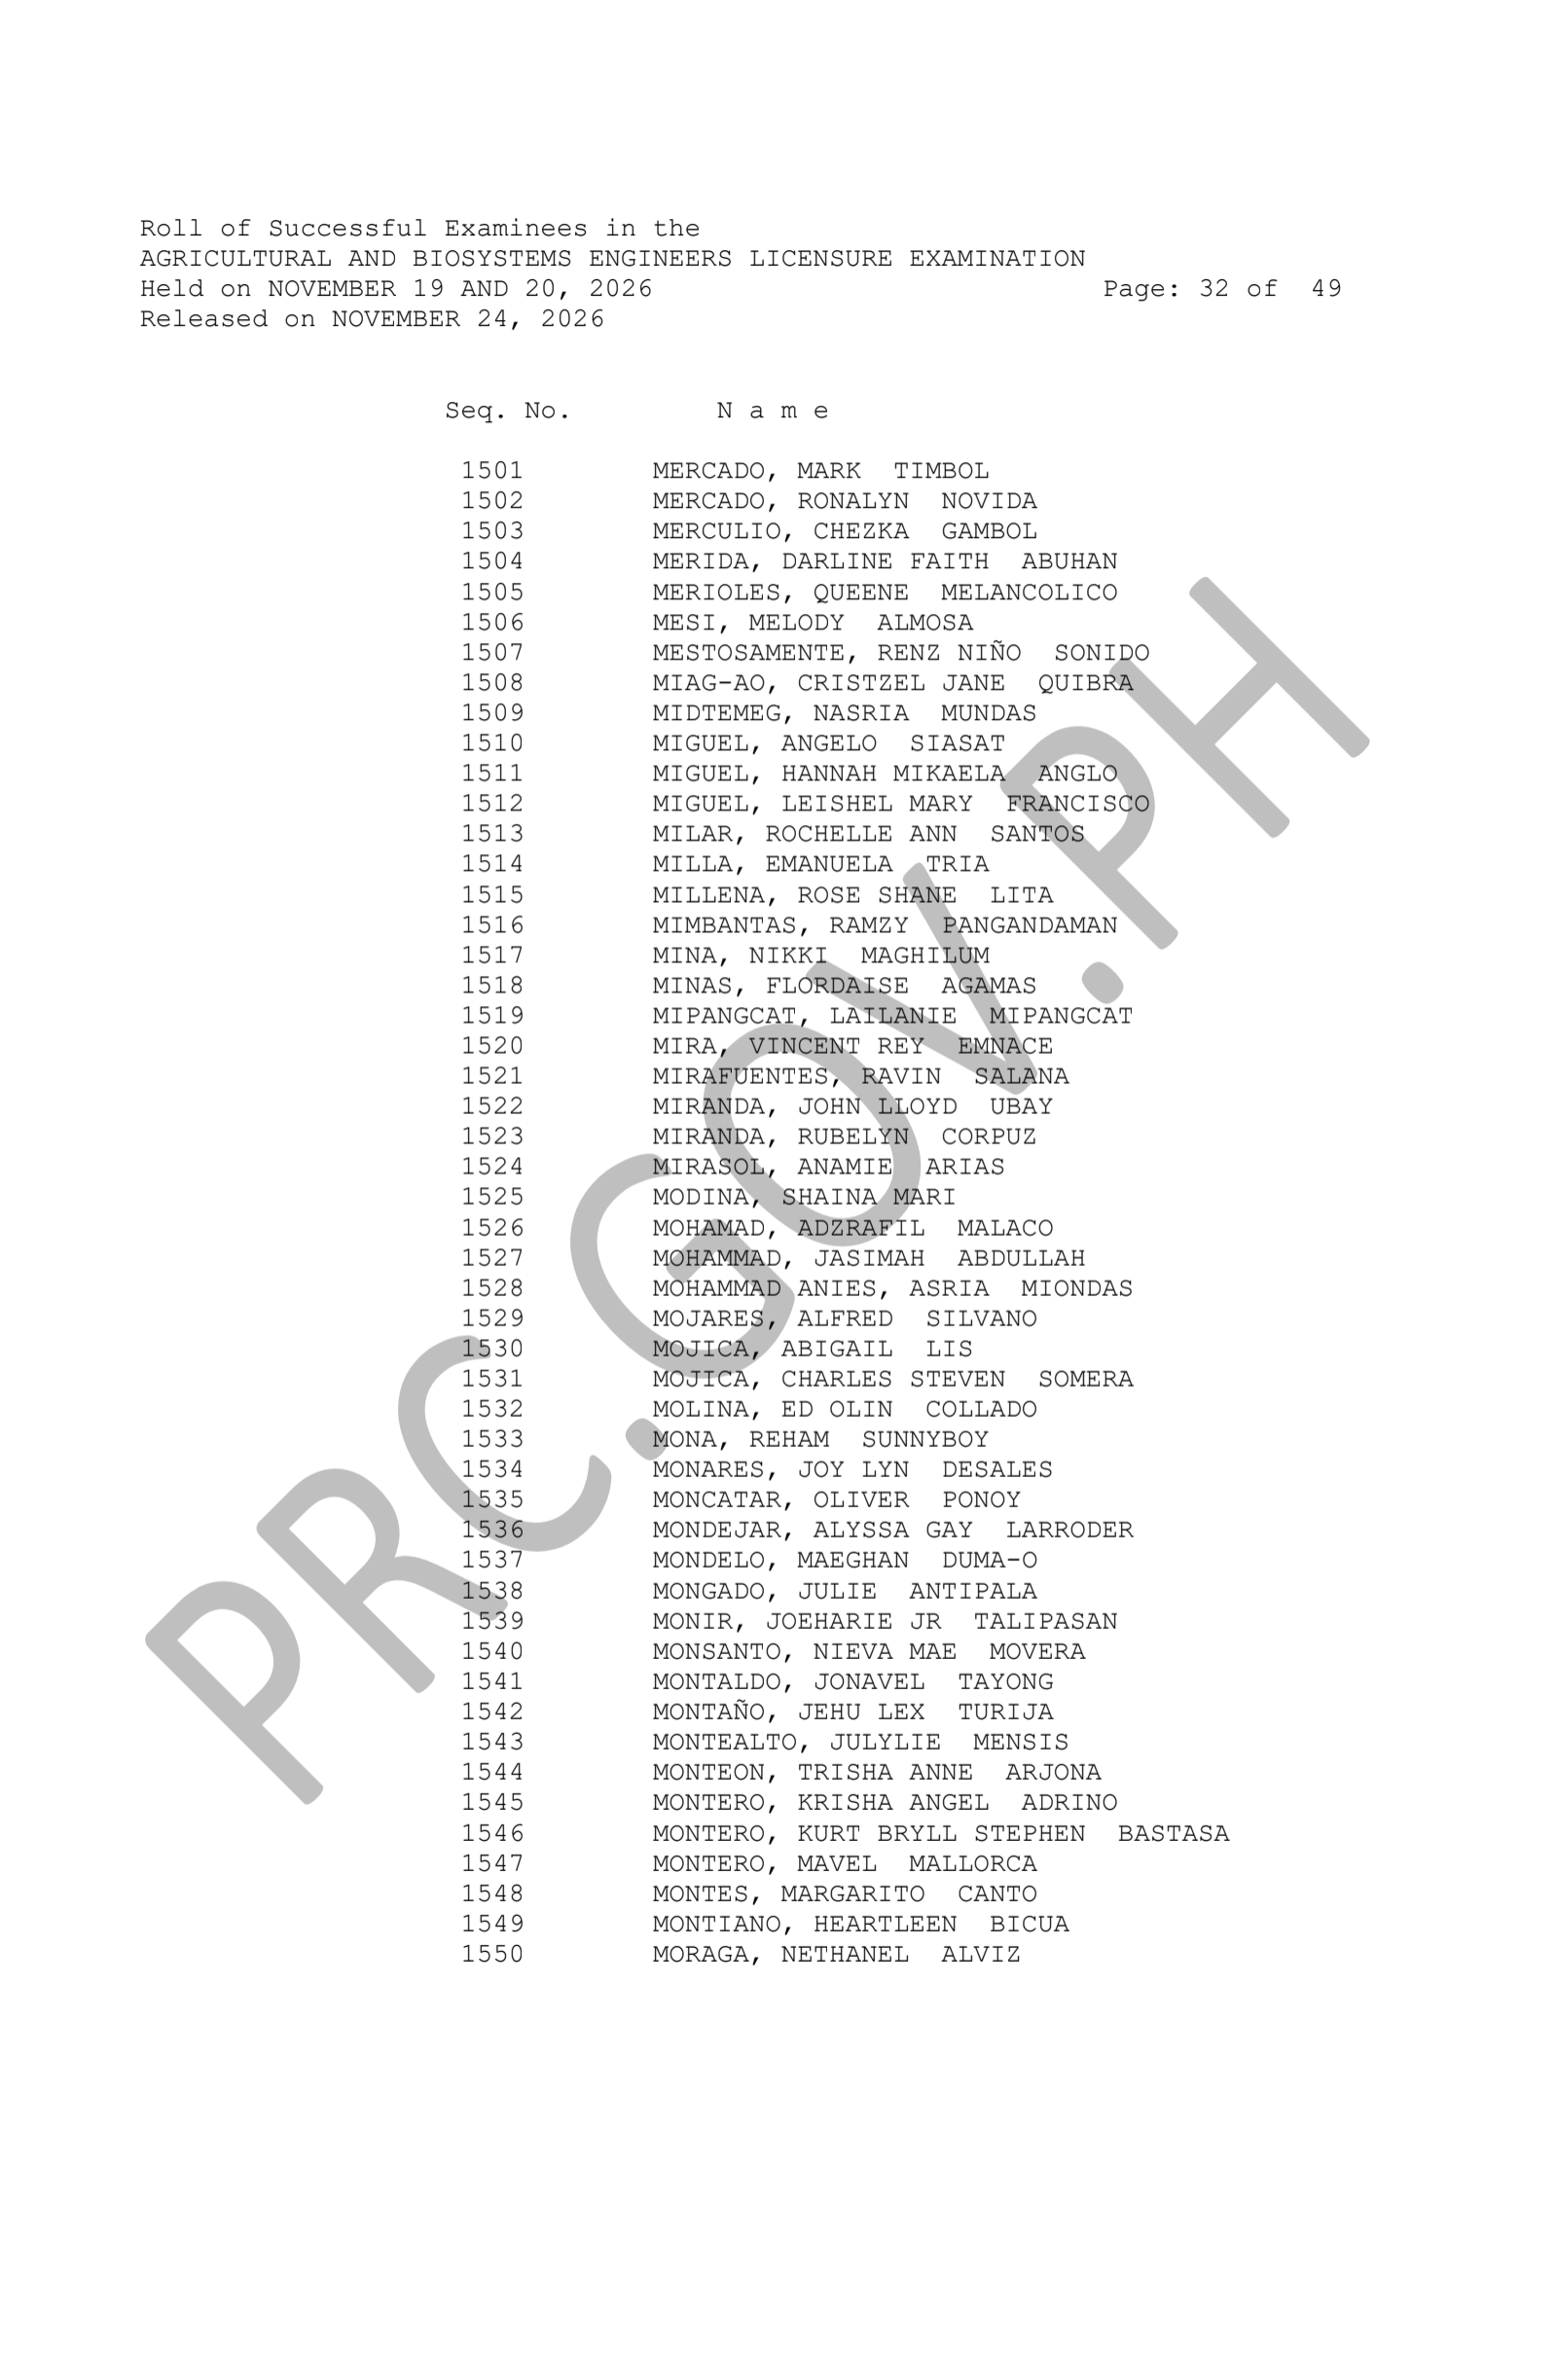 Roll of Successful Examinees in the
AGRICULTURAL AND BIOSYSTEMS ENGINEERS LICENSURE EXAMINATION
Held on NOVEMBER 19 AND 20, 2026 Page: 32 of 49
Released on NOVEMBER 24, 2026
Seq. No. N a m e
1501 MERCADO, MARK TIMBOL
1502 MERCADO, RONALYN NOVIDA
1503 MERCULIO, CHEZKA GAMBOL
1504 MERIDA, DARLINE FAITH ABUHAN
1505 MERIOLES, QUEENE MELANCOLICO
1506 MESI, MELODY ALMOSA
1507 MESTOSAMENTE, RENZ NIÑO SONIDO
1508 MIAG-AO, CRISTZEL JANE QUIBRA
1509 MIDTEMEG, NASRIA MUNDAS
1510 MIGUEL, ANGELO SIASAT
1511 MIGUEL, HANNAH MIKAELA ANGLO
1512 MIGUEL, LEISHEL MARY FRANCISCO
1513 MILAR, ROCHELLE ANN SANTOS
1514 MILLA, EMANUELA TRIA
1515 MILLENA, ROSE SHANE LITA
1516 MIMBANTAS, RAMZY PANGANDAMAN
1517 MINA, NIKKI MAGHILUM
1518 MINAS, FLORDAISE AGAMAS
1519 MIPANGCAT, LAILANIE MIPANGCAT
1520 MIRA, VINCENT REY EMNACE
1521 MIRAFUENTES, RAVIN SALANA
1522 MIRANDA, JOHN LLOYD UBAY
1523 MIRANDA, RUBELYN CORPUZ
1524 MIRASOL, ANAMIE ARIAS
1525 MODINA, SHAINA MARI
1526 MOHAMAD, ADZRAFIL MALACO
1527 MOHAMMAD, JASIMAH ABDULLAH
1528 MOHAMMAD ANIES, ASRIA MIONDAS
1529 MOJARES, ALFRED SILVANO
1530 MOJICA, ABIGAIL LIS
1531 MOJICA, CHARLES STEVEN SOMERA
1532 MOLINA, ED OLIN COLLADO
1533 MONA, REHAM SUNNYBOY
1534 MONARES, JOY LYN DESALES
1535 MONCATAR, OLIVER PONOY
1536 MONDEJAR, ALYSSA GAY LARRODER
1537 MONDELO, MAEGHAN DUMA-O
1538 MONGADO, JULIE ANTIPALA
1539 MONIR, JOEHARIE JR TALIPASAN
1540 MONSANTO, NIEVA MAE MOVERA
1541 MONTALDO, JONAVEL TAYONG
1542 MONTAÑO, JEHU LEX TURIJA
1543 MONTEALTO, JULYLIE MENSIS
1544 MONTEON, TRISHA ANNE ARJONA
1545 MONTERO, KRISHA ANGEL ADRINO
1546 MONTERO, KURT BRYLL STEPHEN BASTASA
1547 MONTERO, MAVEL MALLORCA
1548 MONTES, MARGARITO CANTO
1549 MONTIANO, HEARTLEEN BICUA
1550 MORAGA, NETHANEL ALVIZ
PRC.GOV.PH